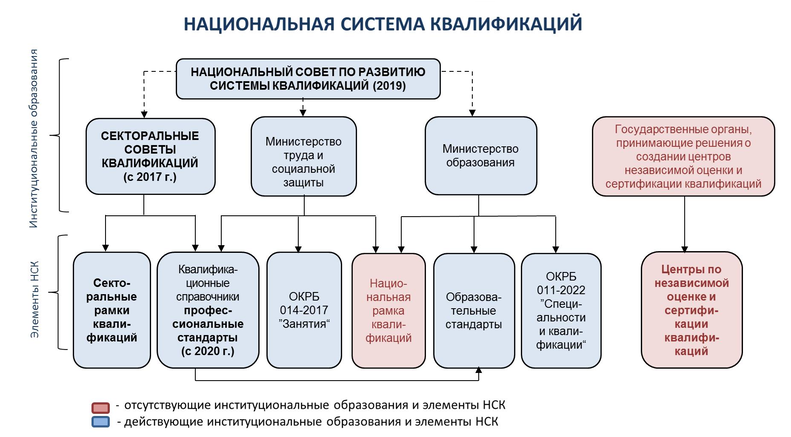 НАЦИОНАЛЬНАЯ СИСТЕМА КВАЛИФИКАЦИЙ
Институциональные образования
НАЦИОНАЛЬНЫЙ СОВЕТ ПО РАЗВИТИЮ
СИСТЕМЫ КВАЛИФИКАЦИЙ (2019)
СЕКТОРАЛЬНЫЕ
СОВЕТЫ
КВАЛИФИКАЦИЙ
(с 2017 г.)
Министерство
труда и
социальной
защиты
Министерство
образования
Государственные органы,
принимающие решения о
создании центров
независимой оценки и
сертификации квалификаций
Элементы НСК
Секто-
ральные
рамки
квали-
фикаций
Квалифика-
ционные
справочники
профес-
сиональные
стандарты
(с 2020 г.)
ОКРБ
014-2017
"Занятия"
Нацио-
нальная
рамка
квали-
фикаций
Образова-
тельные
стандарты
ОКРБ
011-2022
"Специ-
альности
и квали-
фикации"
Центры по
независимой
оценке и
сертифи-
кации
квалифи-
каций
- отсутствующие институциональные образования и элементы НСК
- действующие институциональные образования и элементы НСК